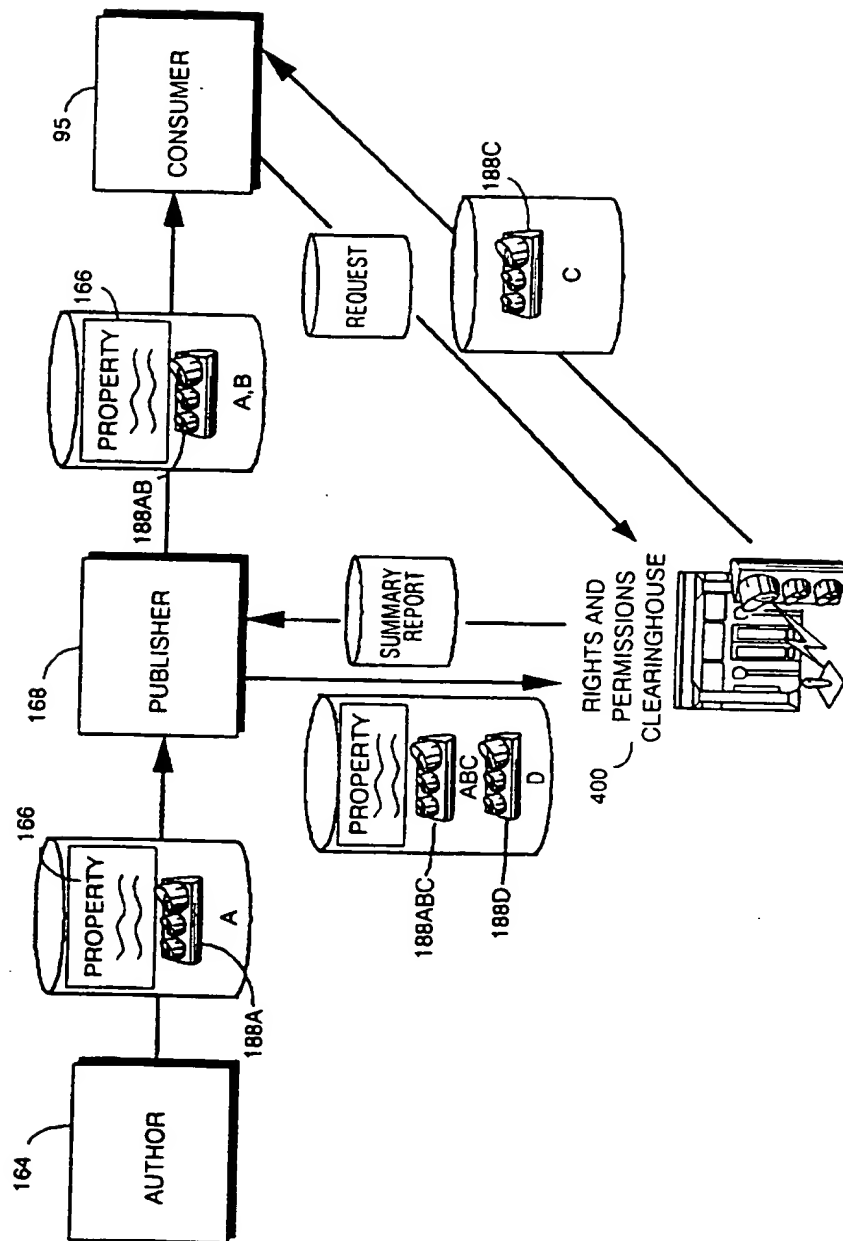 164
AUTHOR
166
PROPERTY
A
188A
168
PUBLISHER
166
PROPERTY
188AB
A,B
95
CONSUMER
PROPERTY
188ABC
ABC
188D
D
SUMMARY
REPORT
REQUEST
188C
C
400
RIGHTS AND
PERMISSIONS
CLEARINGHOUSE